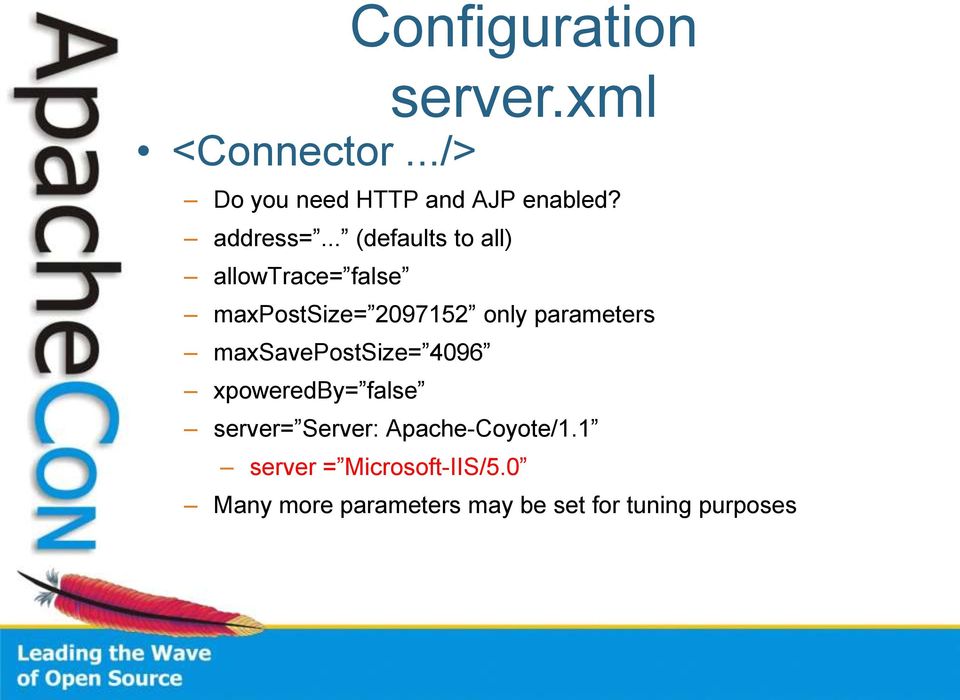 ApacheCon
Configuration
server.xml
• <Connector .../>
– Do you need HTTP and AJP enabled?
– address=”...” (defaults to all)
– allowTrace=”false”
– maxPostSize=”2097152” only parameters
– maxSavePostSize=”4096”
– xpoweredBy=”false”
– server=”Server: Apache-Coyote/1.1”
– server =”Microsoft-IIS/5.0”
– Many more parameters may be set for tuning purposes
Leading the Wave
of Open Source